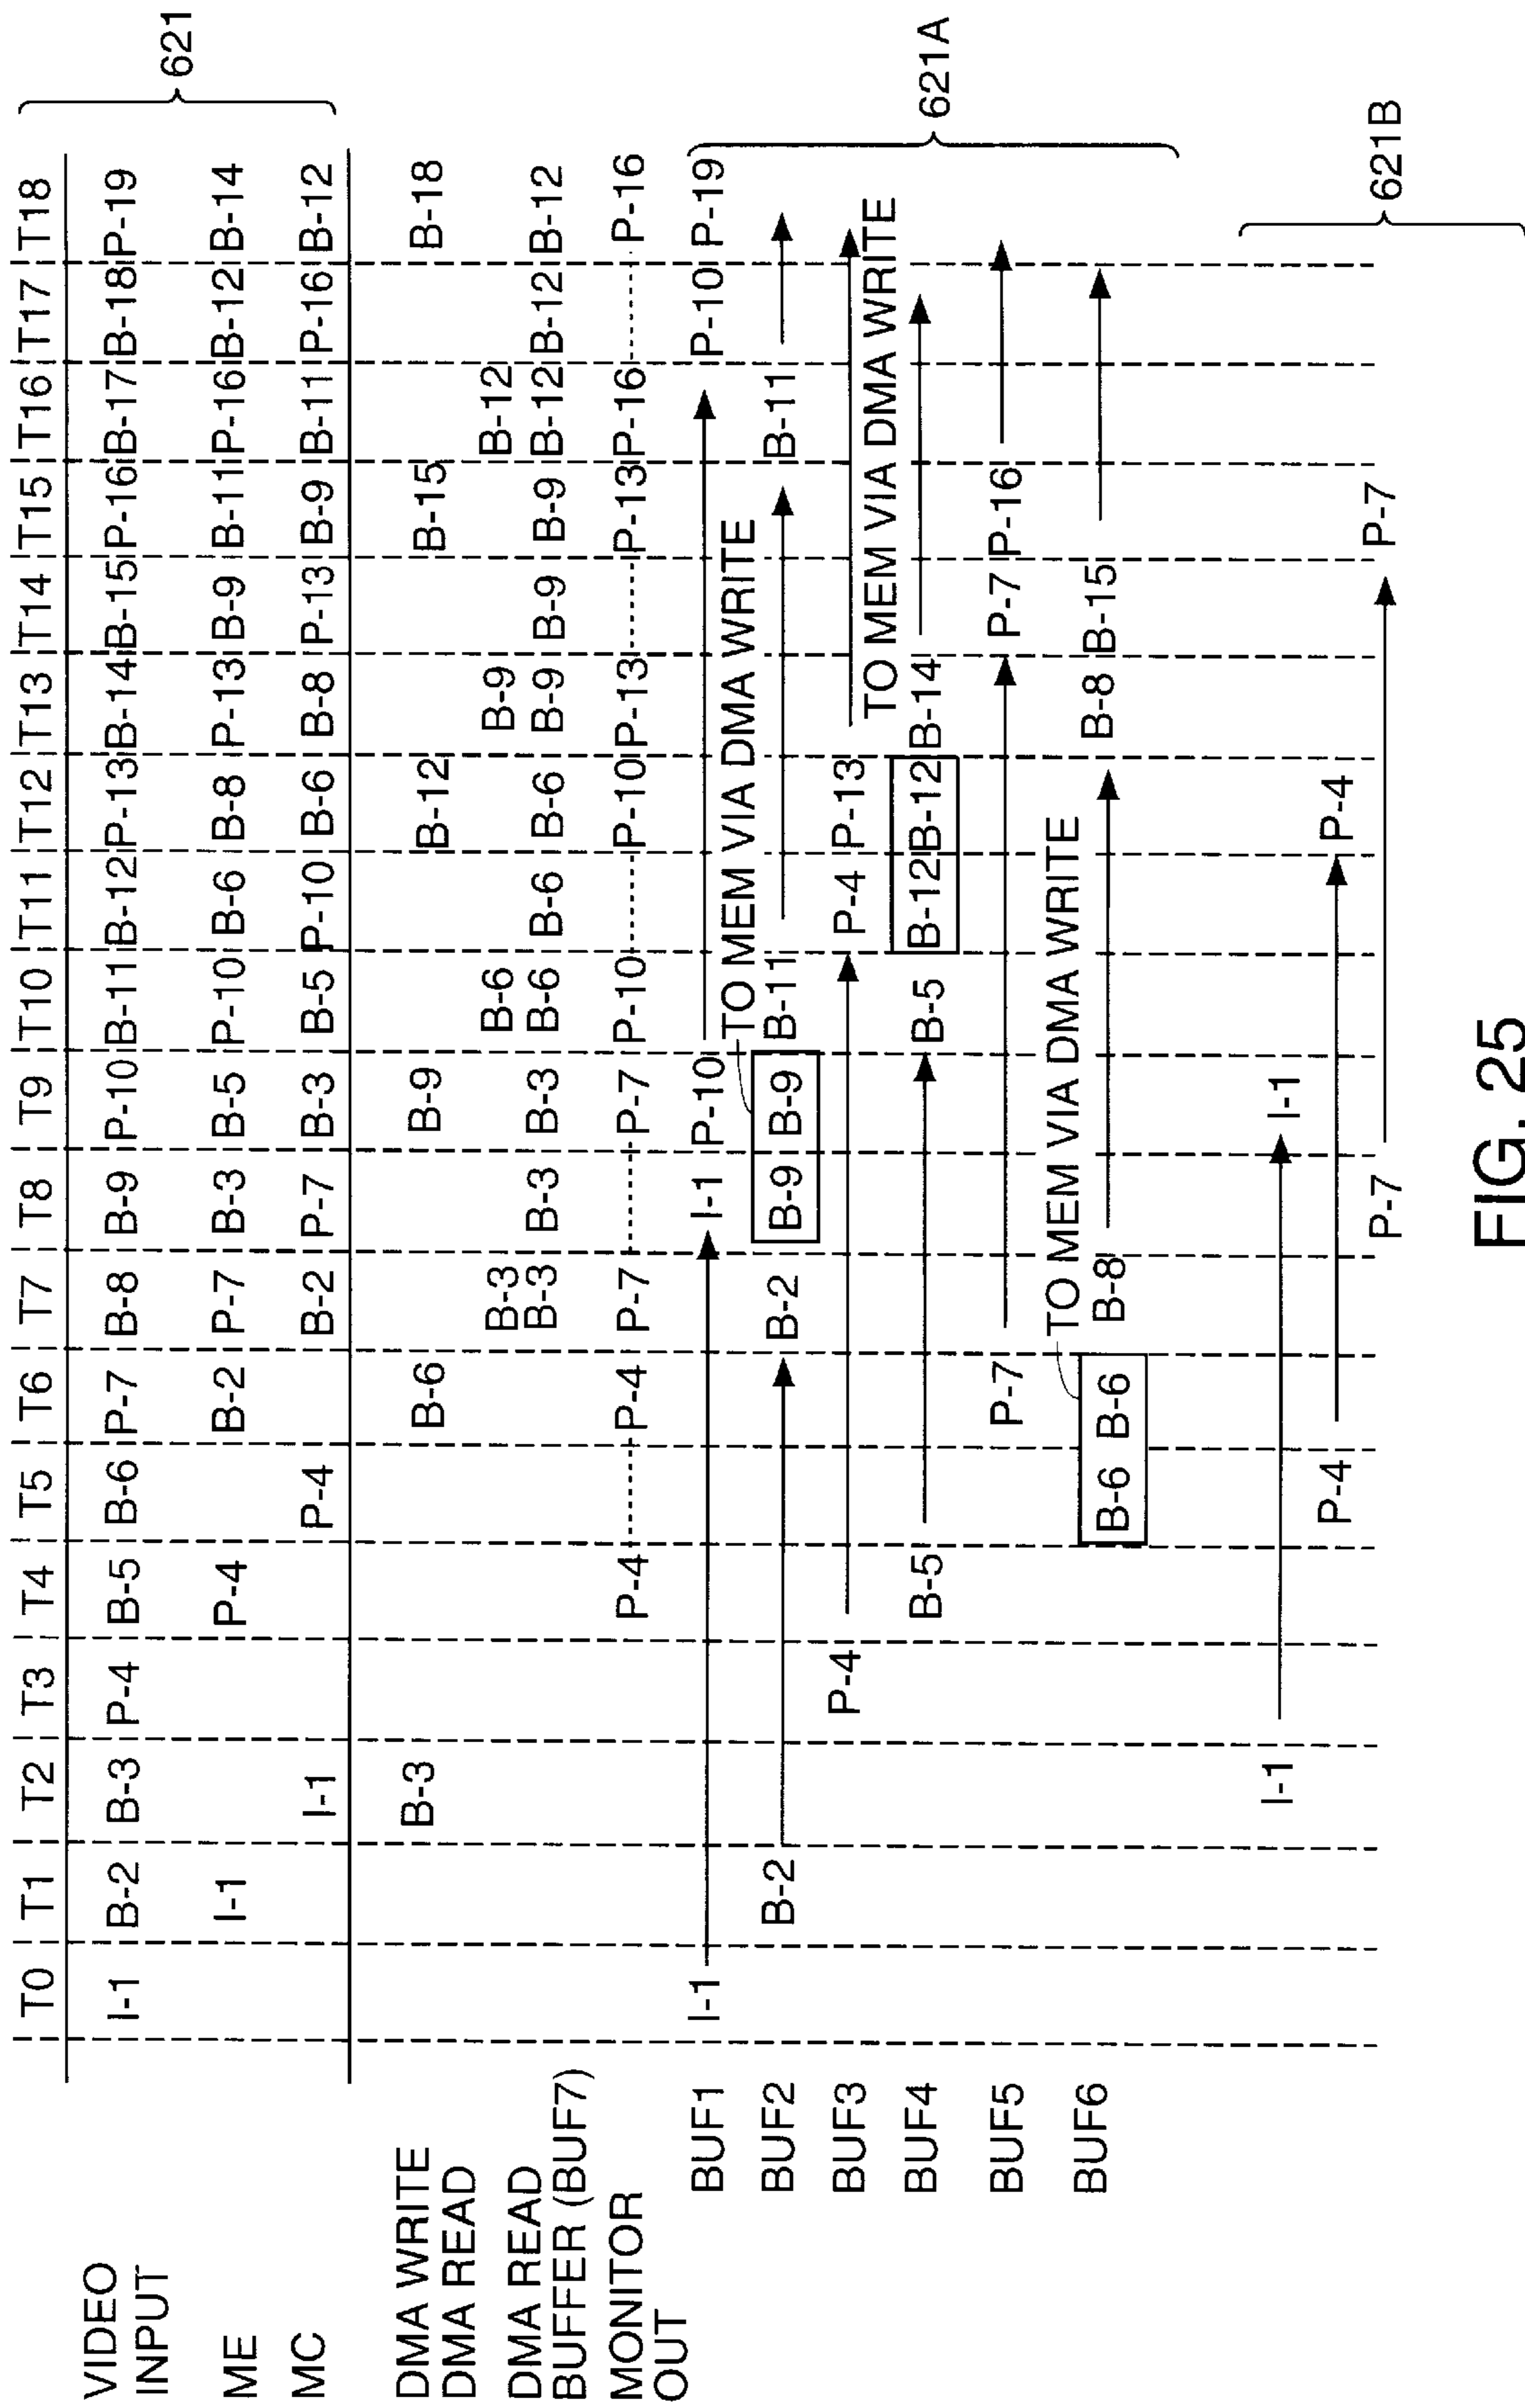 T0 T1 T2 T3 T4 T5 T6 T7 T8 T9 T10 T11 T12 T13 T14 T15 T16 T17 T18
VIDEO INPUT I-1 B-2 B-3 P-4 B-5 B-6 P-7 B-8 B-9 P-10 B-11 B-12 P-13 B-14 B-15 P-16 B-17 B-18 P-19
ME I-1 P-4 B-2 P-7 B-3 B-5 P-10 B-6 B-8 P-13 B-9 B-11 P-16 B-12 B-14
MC I-1 P-4 B-2 P-7 B-3 B-5 P-10 B-6 B-8 P-13 B-9 B-11 P-16 B-12
621
DMA WRITE B-3 B-6 B-9 B-12 B-15 B-18
DMA READ B-3 B-6 B-9 B-12
DMA READ
BUFFER (BUF7) B-3 B-3 B-3 B-6 B-6 B-6 B-9 B-9 B-9 B-12 B-12 B-12
MONITOR
OUT P-4 P-4 P-7 P-7 P-10 P-10 P-13 P-13 P-16 P-16
BUF1 I-1 I-1 P-10 P-10 P-19
TO MEM VIA DMA WRITE
BUF2 B-2 B-2 B-9 B-9 B-11 B-11
BUF3 P-4 P-4 P-13
TO MEM VIA DMA WRITE
BUF4 B-5 B-5 B-12 B-12 B-14
BUF5 P-7 P-7 P-16
TO MEM VIA DMA WRITE
BUF6 B-6 B-6 B-8 B-8 B-15
621A
I-1 I-1
P-4 P-4
P-7 P-7
621B
FIG. 25